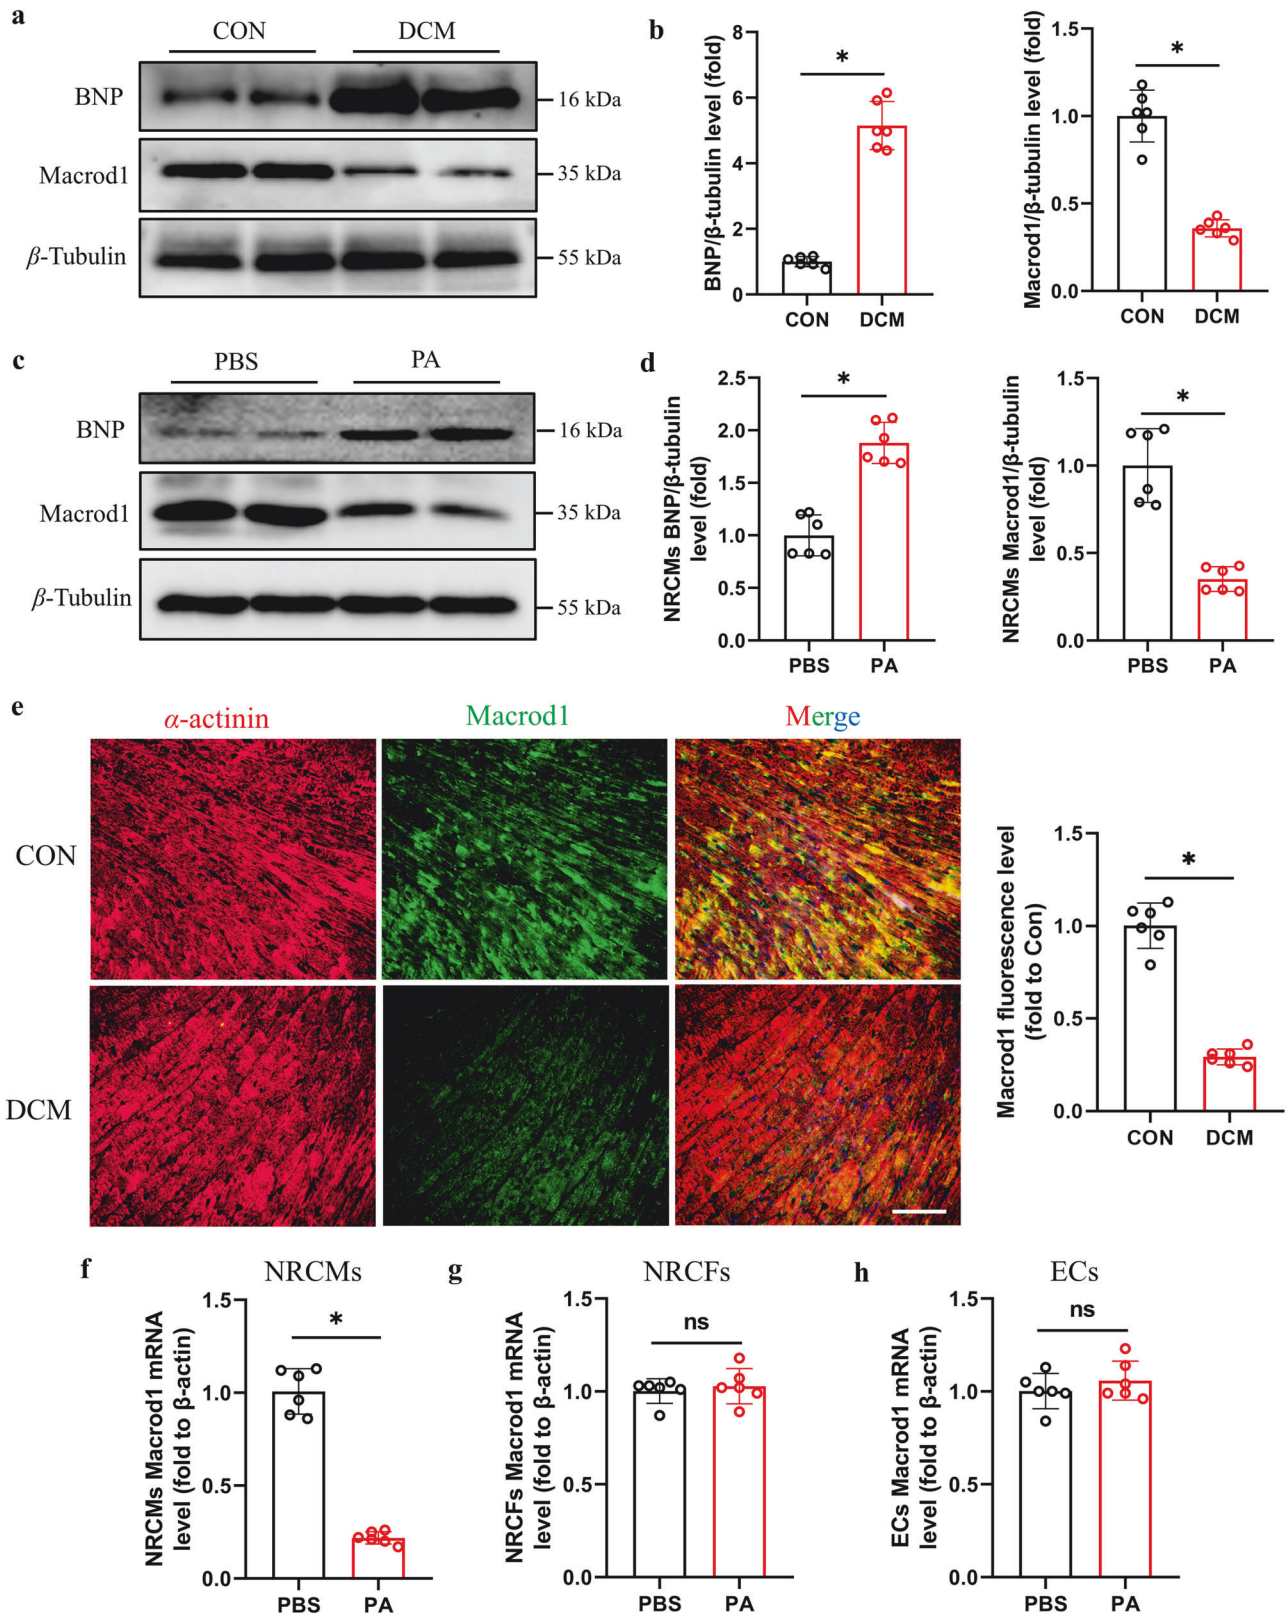 a
CON DCM
BNP
16 kDa
Macrod1
35 kDa
β-Tubulin
55 kDa
b
BNP/β-tubulin level (fold)
8
6
4
2
0
*
CON DCM
Macrod1/β-tubulin level (fold)
1.5
1.0
0.5
0.0
*
CON DCM
c
PBS PA
BNP
16 kDa
Macrod1
35 kDa
β-Tubulin
55 kDa
d
NRCMs BNP/β-tubulin
level (fold)
2.5
2.0
1.5
1.0
0.5
0.0
*
PBS PA
NRCMs Macrod1/β-tubulin
level (fold)
1.5
1.0
0.5
0.0
*
PBS PA
e
α-actinin Macrod1 Merge
CON
DCM
Macrod1 fluorescence level
(fold to Con)
1.5
1.0
0.5
0.0
*
CON DCM
f
NRCMs
NRCMs Macrod1 mRNA
level (fold to β-actin)
1.5
1.0
0.5
0.0
*
PBS PA
g
NRCFs
NRCFs Macrod1 mRNA
level (fold to β-actin)
1.5
1.0
0.5
0.0
ns
PBS PA
h
ECs
ECs Macrod1 mRNA
level (fold to β-actin)
1.5
1.0
0.5
0.0
ns
PBS PA